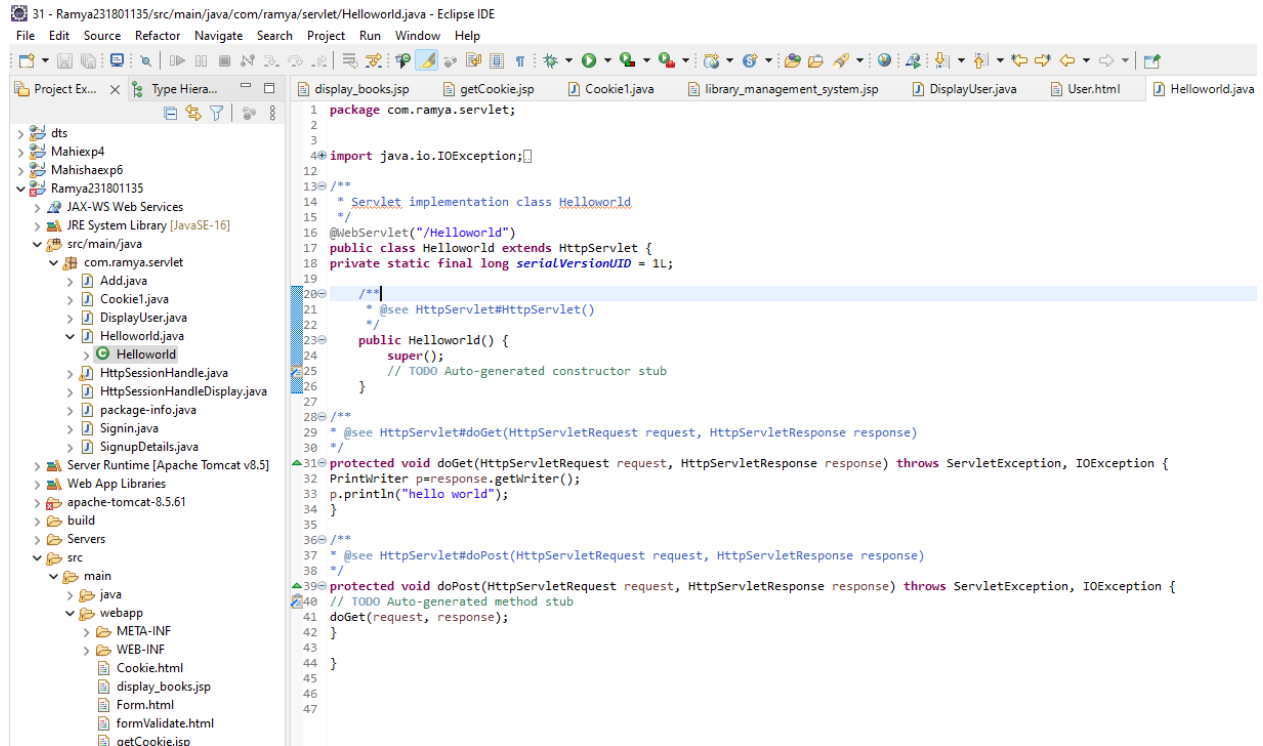 31 - Ramya231801135/src/main/java/com/ramya/servlet/Helloworld.java - Eclipse IDE
File Edit Source Refactor Navigate Search Project Run Window Help
Project Ex... Type Hiera...
dts
Mahiexp4
Mahishaexp6
Ramya231801135
JAX-WS Web Services
JRE System Library [JavaSE-16]
src/main/java
com.ramya.servlet
Add.java
Cookie1.java
DisplayUser.java
Helloworld.java
Helloworld
HttpSessionHandle.java
HttpSessionHandleDisplay.java
package-info.java
Signin.java
SignupDetails.java
Server Runtime [Apache Tomcat v8.5]
Web App Libraries
apache-tomcat-8.5.61
build
Servers
src
main
java
webapp
META-INF
WEB-INF
Cookie.html
display_books.jsp
Form.html
formValidate.html
getCookie.jsp
display_books.jsp getCookie.jsp Cookie1.java library_management_system.jsp DisplayUser.java User.html Helloworld.java
1 package com.ramya.servlet;
2
3
4 import java.io.IOException;
12
13 /**
14 * Servlet implementation class Helloworld
15 */
16 @WebServlet("/Helloworld")
17 public class Helloworld extends HttpServlet {
18 private static final long serialVersionUID = 1L;
19
20 /**
21 * @see HttpServlet#HttpServlet()
22 */
23 public Helloworld() {
24 super();
25 // TODO Auto-generated constructor stub
26 }
27
28 /**
29 * @see HttpServlet#doGet(HttpServletRequest request, HttpServletResponse response)
30 */
31 protected void doGet(HttpServletRequest request, HttpServletResponse response) throws ServletException, IOException {
32 PrintWriter p=response.getWriter();
33 p.println("hello world");
34 }
35
36 /**
37 * @see HttpServlet#doPost(HttpServletRequest request, HttpServletResponse response)
38 */
39 protected void doPost(HttpServletRequest request, HttpServletResponse response) throws ServletException, IOException {
40 // TODO Auto-generated method stub
41 doGet(request, response);
42 }
43
44 }
45
46
47